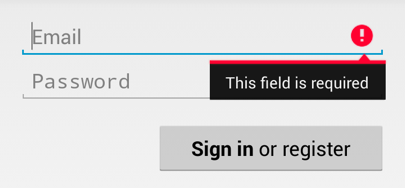 Email
Password
This field is required
Sign in or register